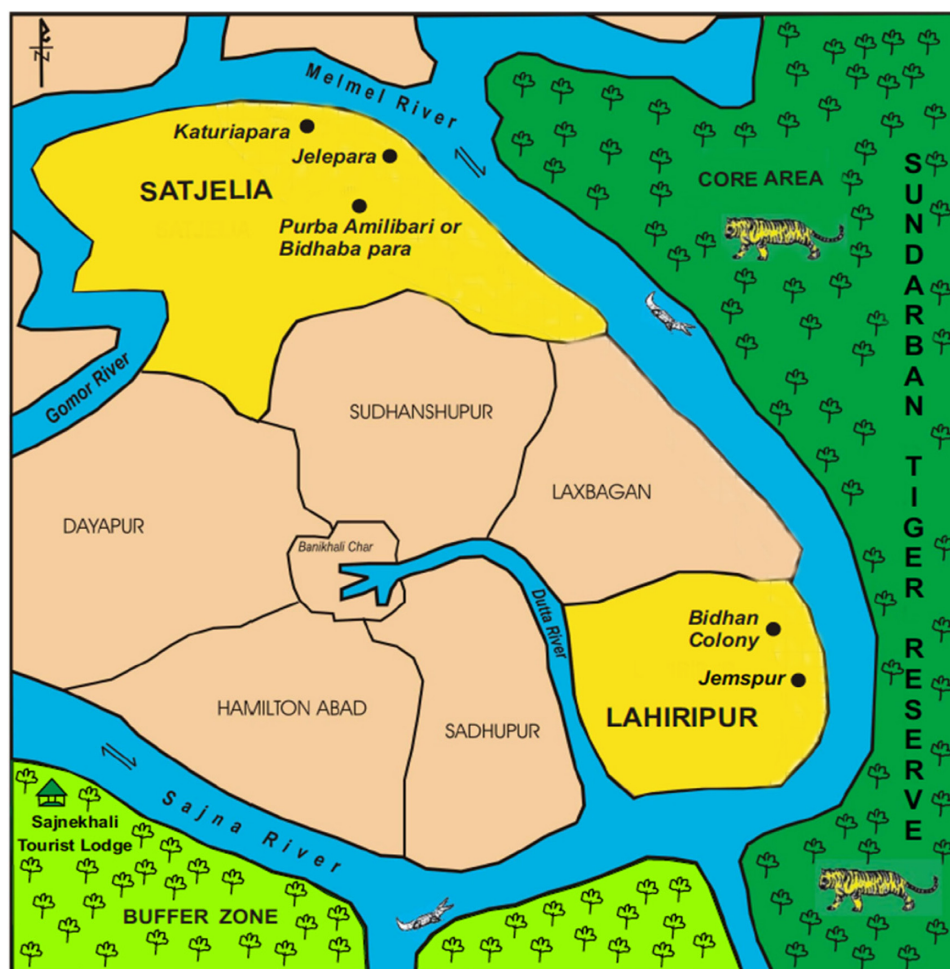 N
Melmel River
Katuriapara
Jelepara
SATJELIA
Purba Amilibari or
Bidhaba para
CORE AREA
SUNDARBAN TIGER RESERVE
Gomor River
SUDHANSHUPUR
LAXBAGAN
DAYAPUR
Banikhali Char
Dutta River
Bidhan
Colony
Jemspur
HAMILTON ABAD
LAHIRIPUR
SADHUPUR
Sajna River
Sajnekhali
Tourist Lodge
BUFFER ZONE